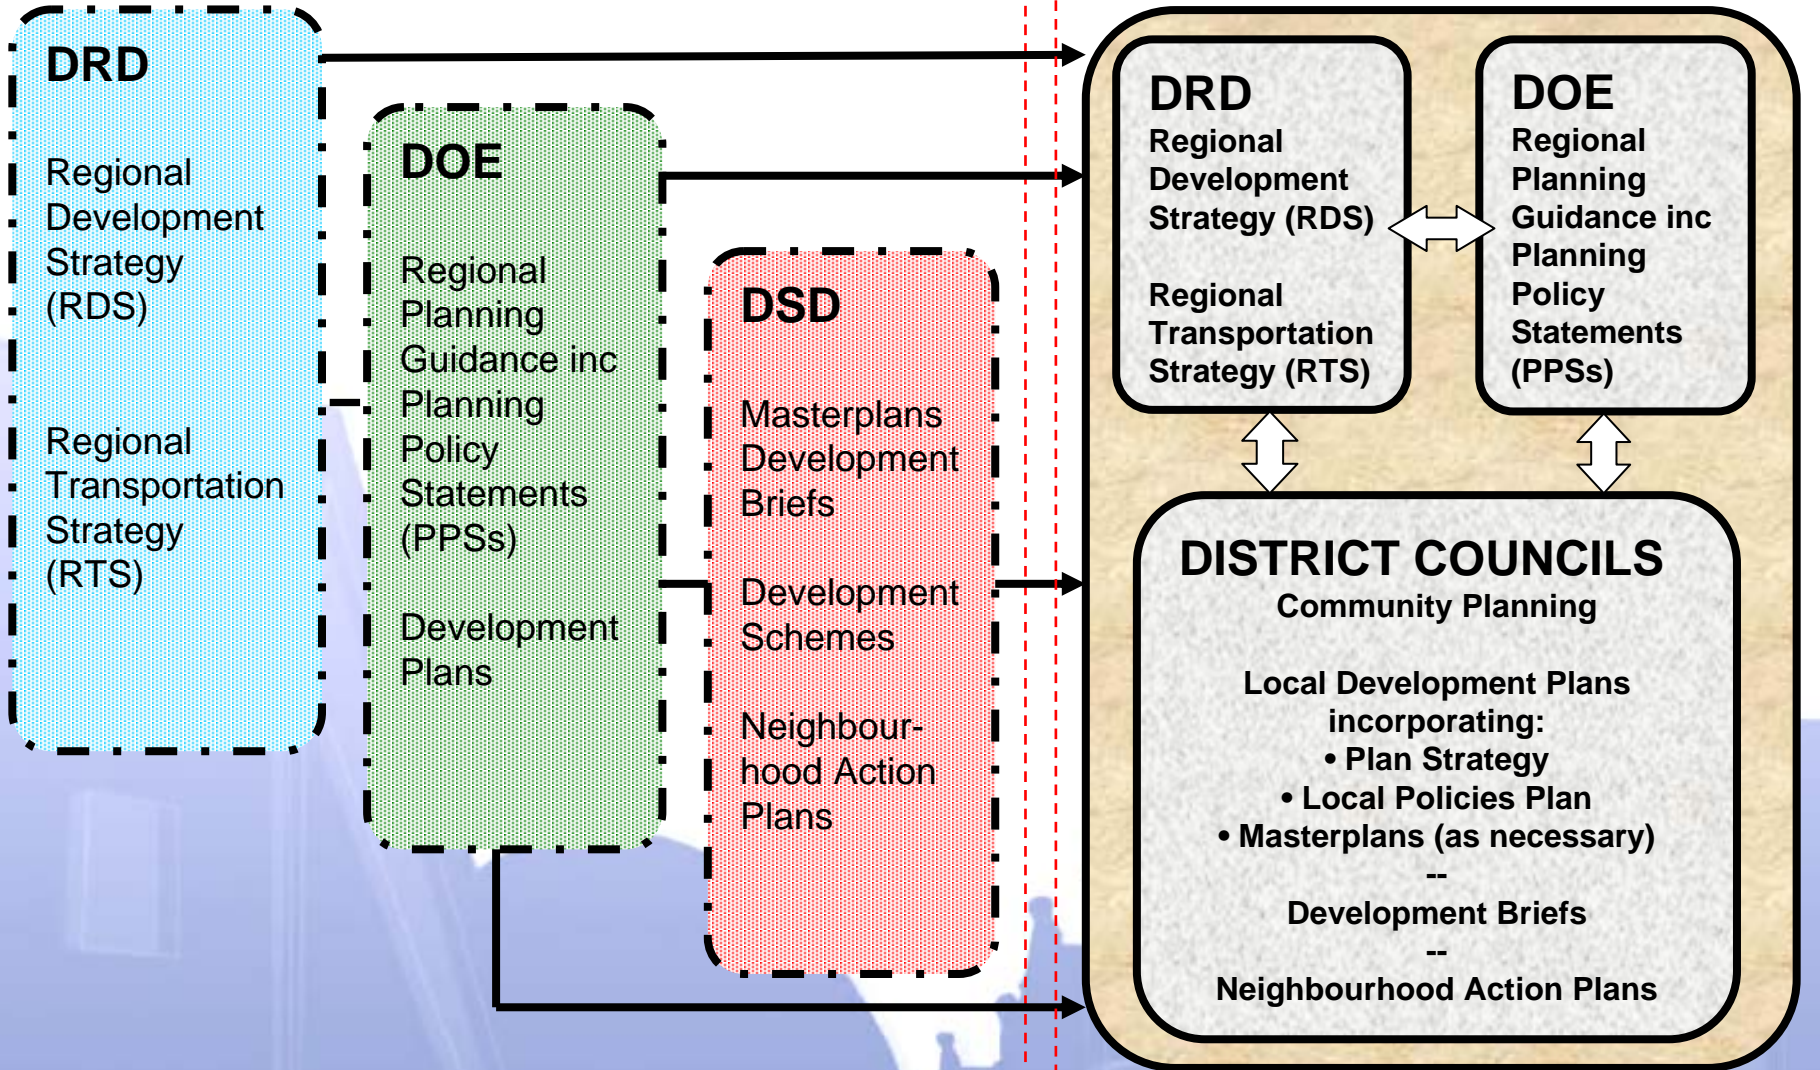 DRD
Regional
Development
Strategy
(RDS)
Regional
Transportation
Strategy
(RTS)
DOE
Regional
Planning
Guidance inc
Planning
Policy
Statements
(PPSs)
Development
Plans
DSD
Masterplans
Development
Briefs
Development
Schemes
Neighbour-
hood Action
Plans
DRD
Regional
Development
Strategy (RDS)
Regional
Transportation
Strategy (RTS)
DOE
Regional
Planning
Guidance inc
Planning
Policy
Statements
(PPSs)
DISTRICT COUNCILS
Community Planning
Local Development Plans
incorporating:
• Plan Strategy
• Local Policies Plan
• Masterplans (as necessary)
--
Development Briefs
--
Neighbourhood Action Plans